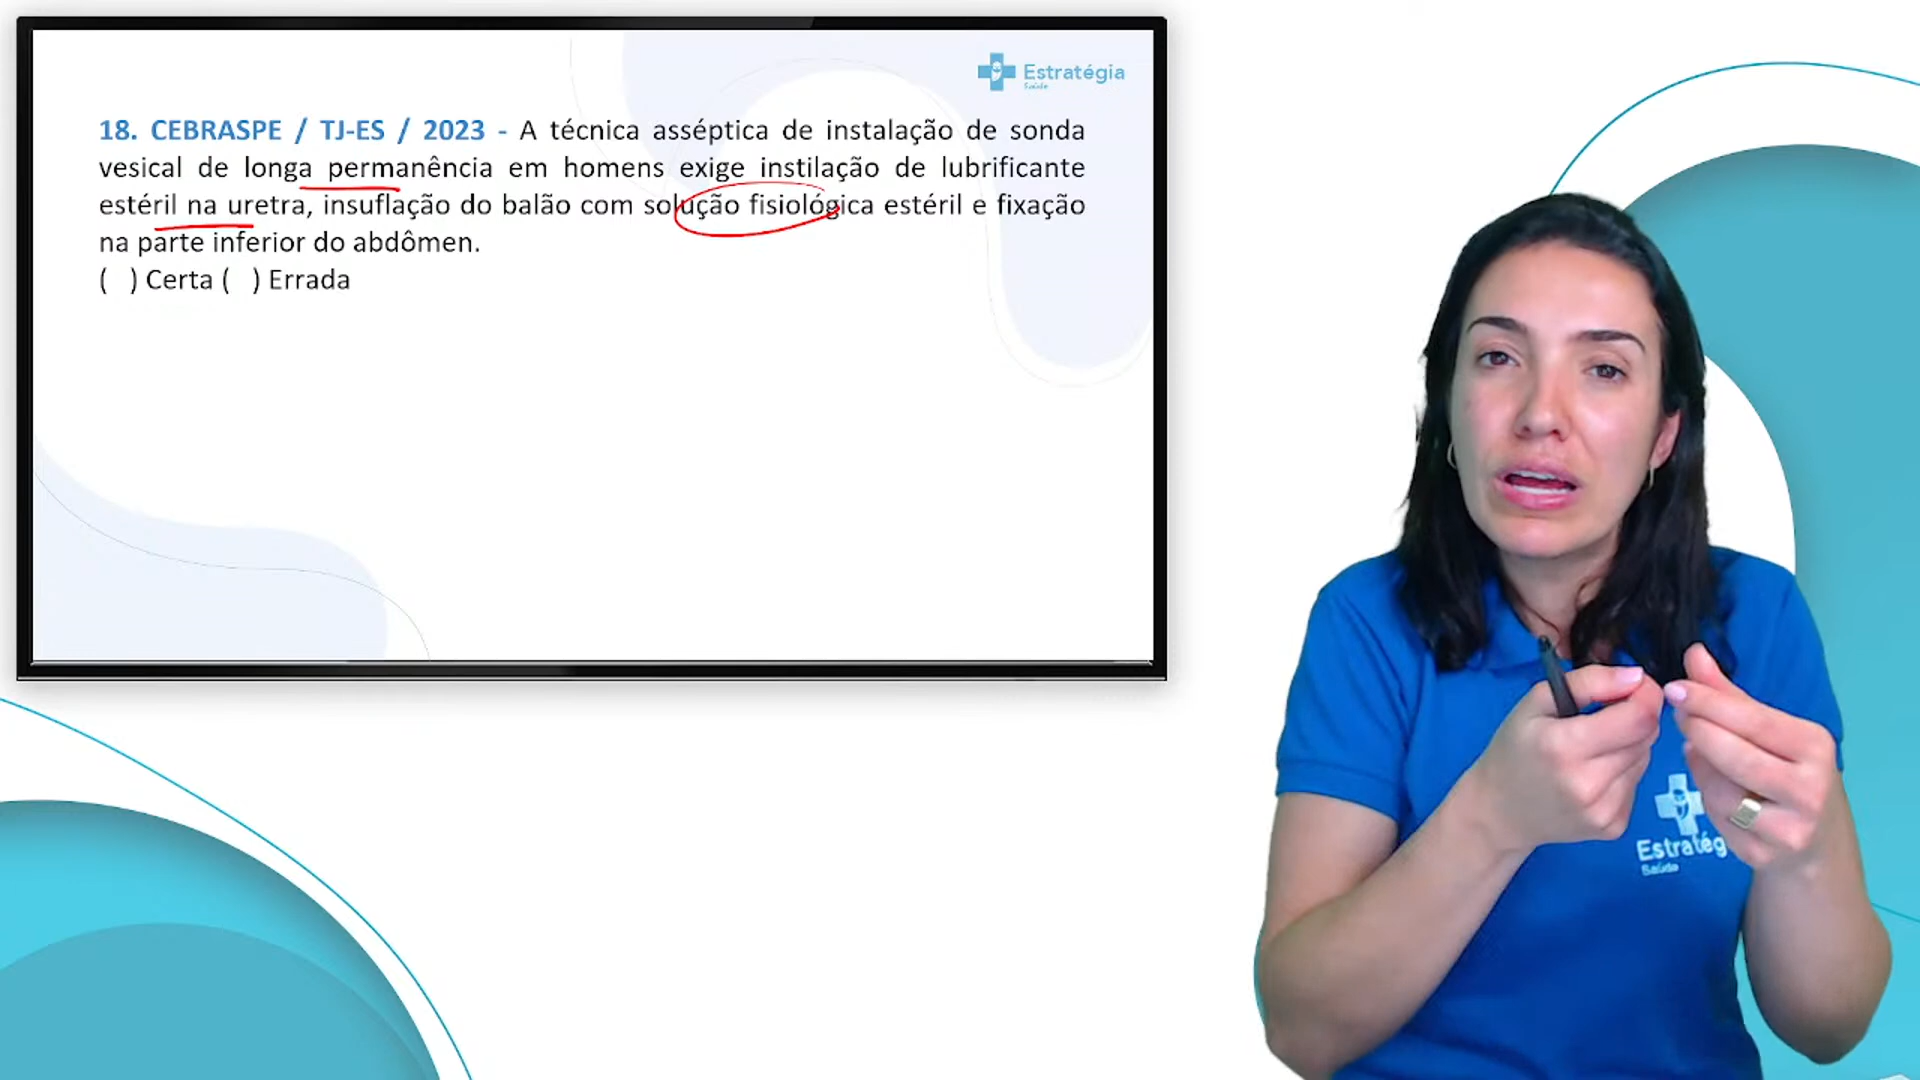 Estratégia
Saúde
18. CEBRASPE / TJ-ES / 2023 - A técnica asséptica de instalação de sonda
vesical de longa permanência em homens exige instilação de lubrificante
estéril na uretra, insuflação do balão com solução fisiológica estéril e fixação
na parte inferior do abdômen.
( ) Certa ( ) Errada
Estratég
Saúde